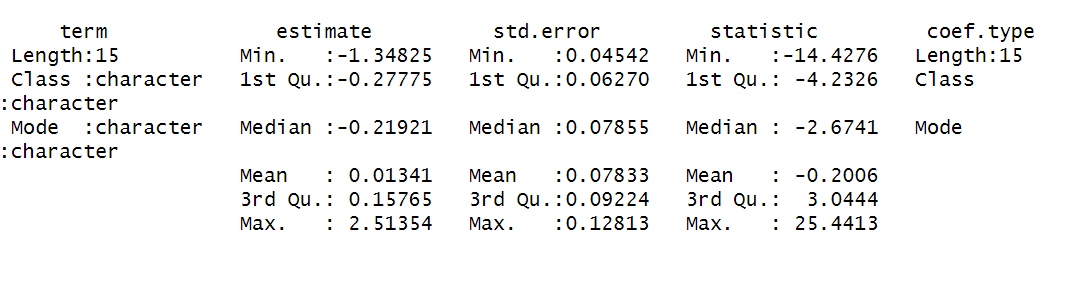 term              estimate          std.error         statistic         coef.type
 Length:15          Min.   :-1.34825   Min.   :0.04542   Min.   :-14.4276   Length:15
 Class :character   1st Qu.:-0.27775   1st Qu.:0.06270   1st Qu.: -4.2326   Class
:character
 Mode  :character   Median :-0.21921   Median :0.07855   Median : -2.6741   Mode
:character
                    Mean   : 0.01341   Mean   :0.07833   Mean   : -0.2006
                    3rd Qu.: 0.15765   3rd Qu.:0.09224   3rd Qu.:  3.0444
                    Max.   : 2.51354   Max.   :0.12813   Max.   : 25.4413